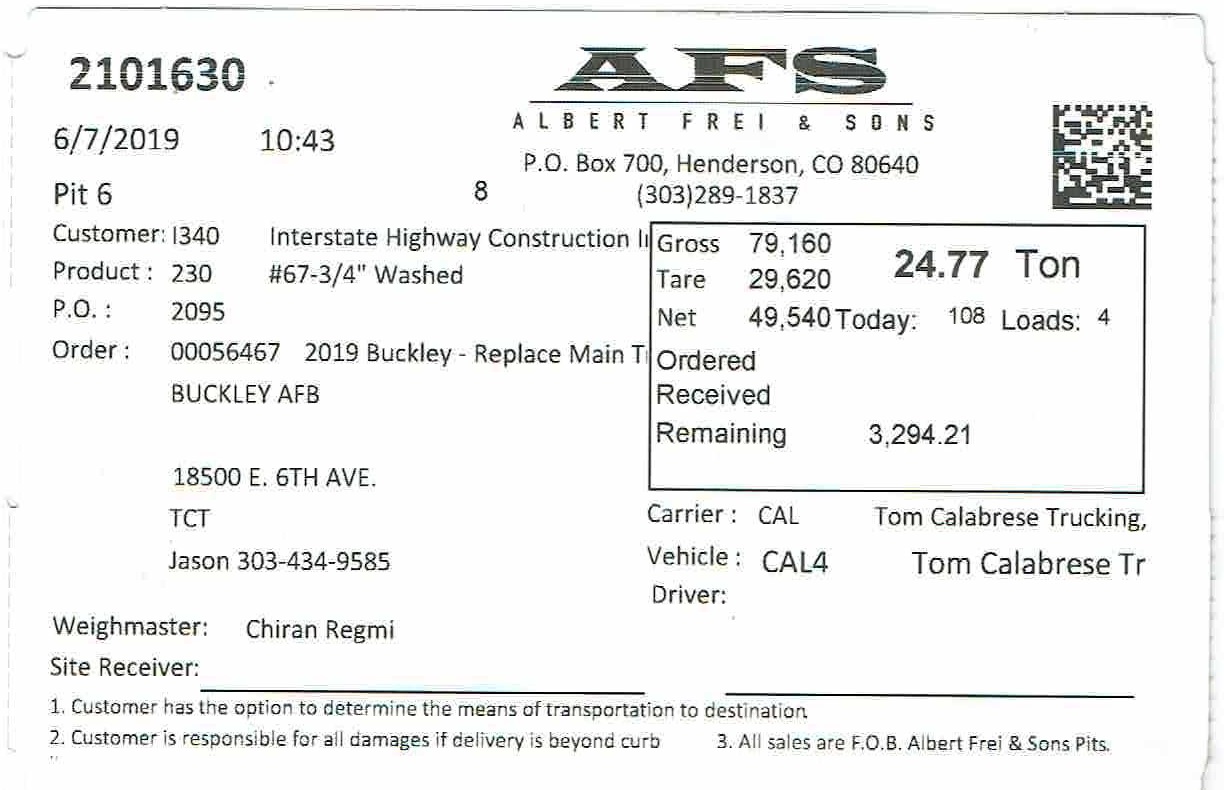 2101630
AFS
ALBERT FREI & SONS
6/7/2019 10:43
P.O. Box 700, Henderson, CO 80640
Pit 6 8 (303)289-1837
Customer: I340 Interstate Highway Construction I
Gross 79,160 24.77 Ton
Product : 230 #67-3/4" Washed
Tare 29,620
P.O. : 2095
Net 49,540 Today: 108 Loads: 4
Order : 00056467 2019 Buckley - Replace Main T
Ordered
BUCKLEY AFB
Received
Remaining 3,294.21
18500 E. 6TH AVE.
TCT
Carrier : CAL Tom Calabrese Trucking,
Jason 303-434-9585
Vehicle : CAL4 Tom Calabrese Tr
Driver:
Weighmaster: Chiran Regmi
Site Receiver:
1. Customer has the option to determine the means of transportation to destination
2. Customer is responsible for all damages if delivery is beyond curb 3. All sales are F.O.B. Albert Frei & Sons Pits.